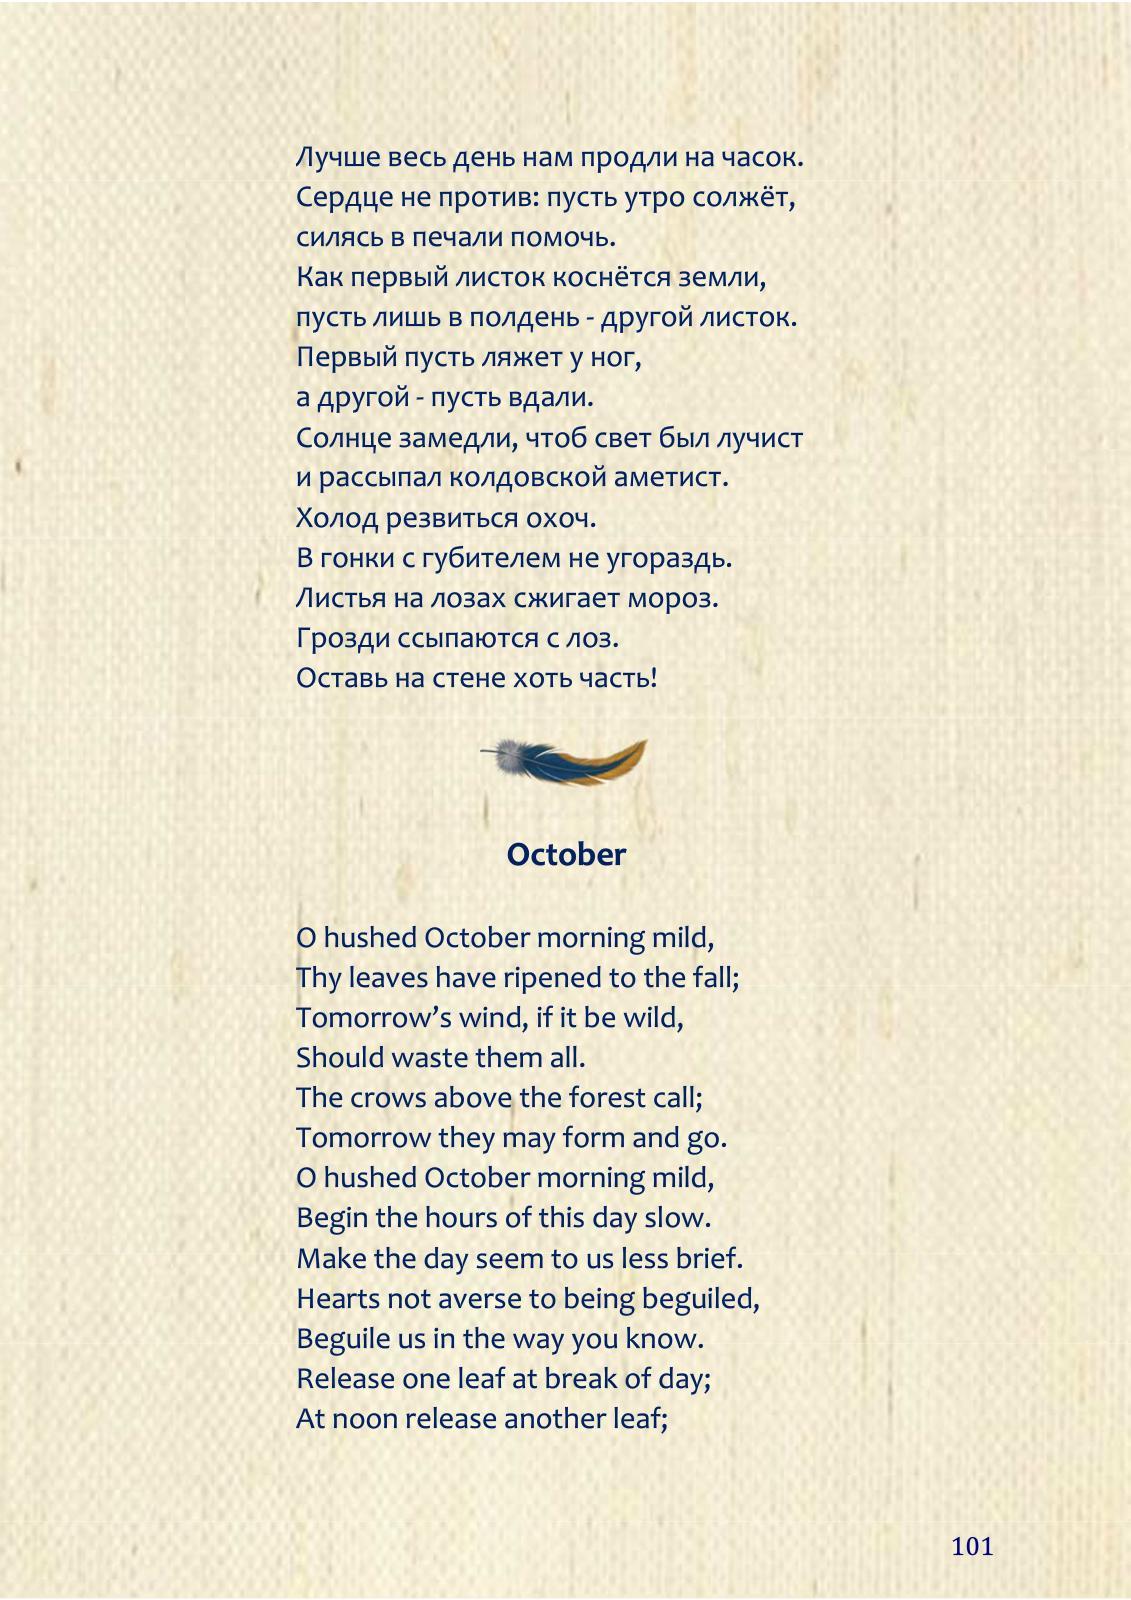 Лучше весь день нам продли на часок.
Сердце не против: пусть утро солжёт,
силясь в печали помочь.
Как первый листок коснётся земли,
пусть лишь в полдень - другой листок.
Первый пусть ляжет у ног,
а другой - пусть вдали.
Солнце замедли, чтоб свет был лучист
и рассыпал колдовской аметист.
Холод резвиться охоч.
В гонки с губителем не угораздь.
Листья на лозах сжигает мороз.
Грозди ссыпаются с лоз.
Оставь на стене хоть часть!
October
O hushed October morning mild,
Thy leaves have ripened to the fall;
Tomorrow’s wind, if it be wild,
Should waste them all.
The crows above the forest call;
Tomorrow they may form and go.
O hushed October morning mild,
Begin the hours of this day slow.
Make the day seem to us less brief.
Hearts not averse to being beguiled,
Beguile us in the way you know.
Release one leaf at break of day;
At noon release another leaf;
101